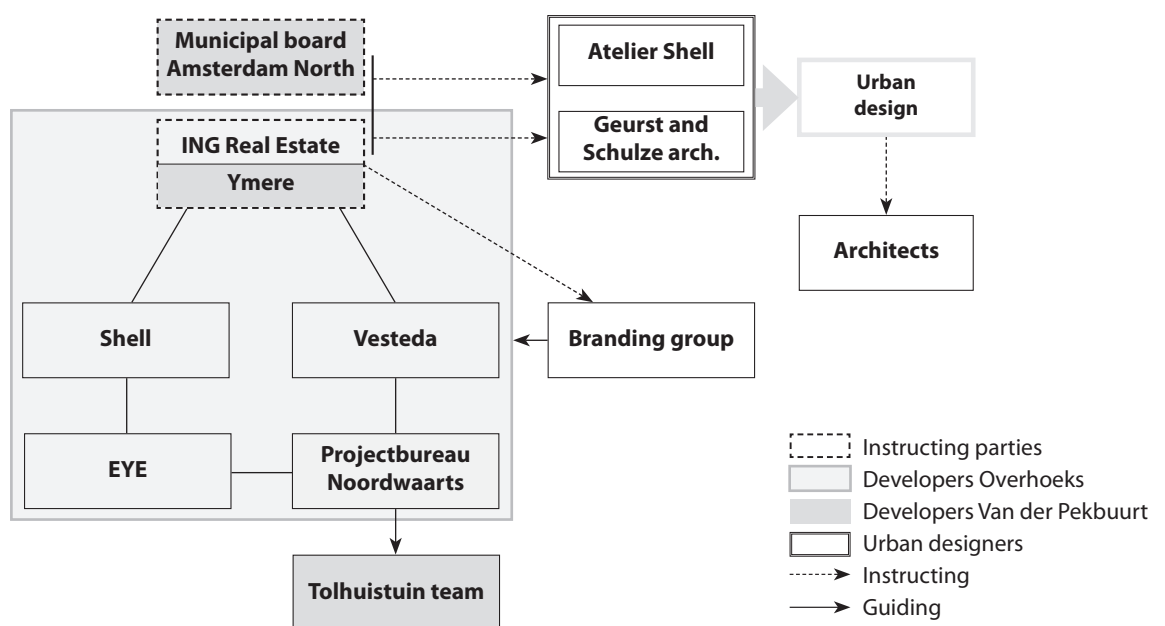 Municipal board
Amsterdam North
Atelier Shell
Urban
design
ING Real Estate
Geurst and
Schulze arch.
Ymere
Architects
Shell
Vesteda
Branding group
EYE
Projectbureau
Noordwaarts
Tolhuistuin team
Instructing parties
Developers Overhoeks
Developers Van der Pekbuurt
Urban designers
Instructing
Guiding